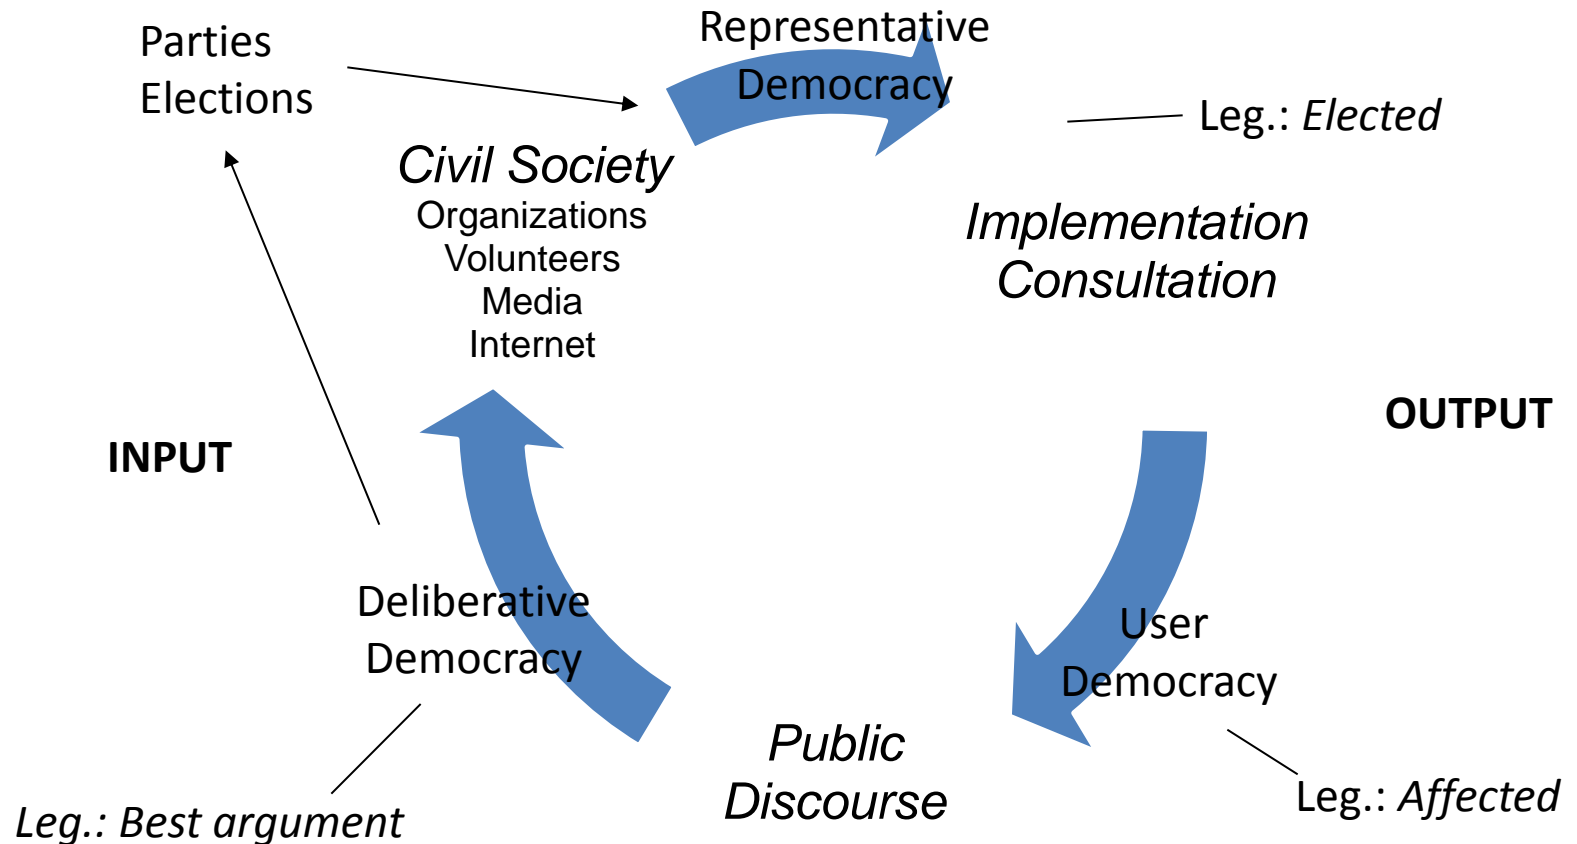 Parties
Elections
Representative
Democracy
Leg.: Elected
Civil Society
Organizations
Volunteers
Media
Internet
Implementation
Consultation
INPUT
OUTPUT
Deliberative
Democracy
User
Democracy
Public
Discourse
Leg.: Best argument
Leg.: Affected